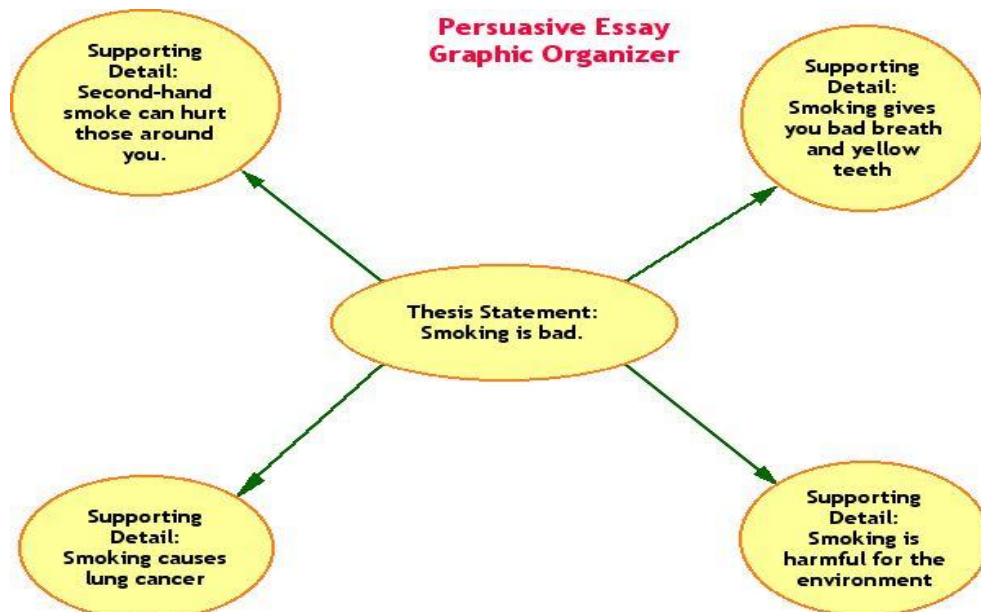 Persuasive Essay
Graphic Organizer
Supporting
Detail:
Second-hand
smoke can hurt
those around
you.
Supporting
Detail:
Smoking gives
you bad breath
and yellow
teeth
Thesis Statement:
Smoking is bad.
Supporting
Detail:
Smoking causes
lung cancer
Supporting
Detail:
Smoking is
harmful for the
environment